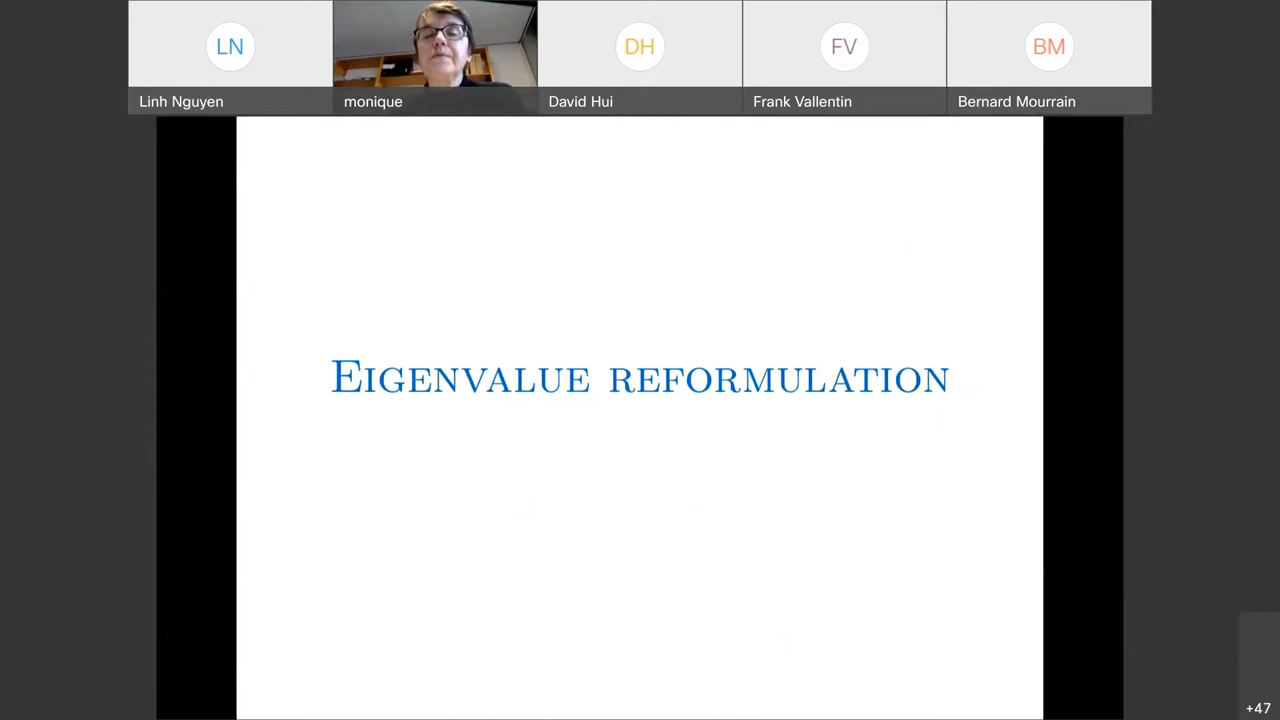 LN
DH
FV
BM
Linh Nguyen
monique
David Hui
Frank Vallentin
Bernard Mourrain
Eigenvalue reformulation
+47